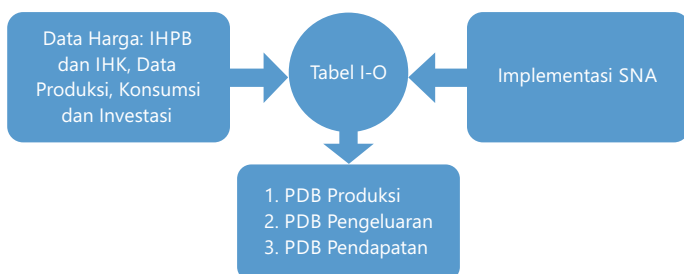 Data Harga: IHPB
dan IHK, Data
Produksi, Konsumsi
dan Investasi
Tabel I-O
Implementasi SNA
1. PDB Produksi
2. PDB Pengeluaran
3. PDB Pendapatan